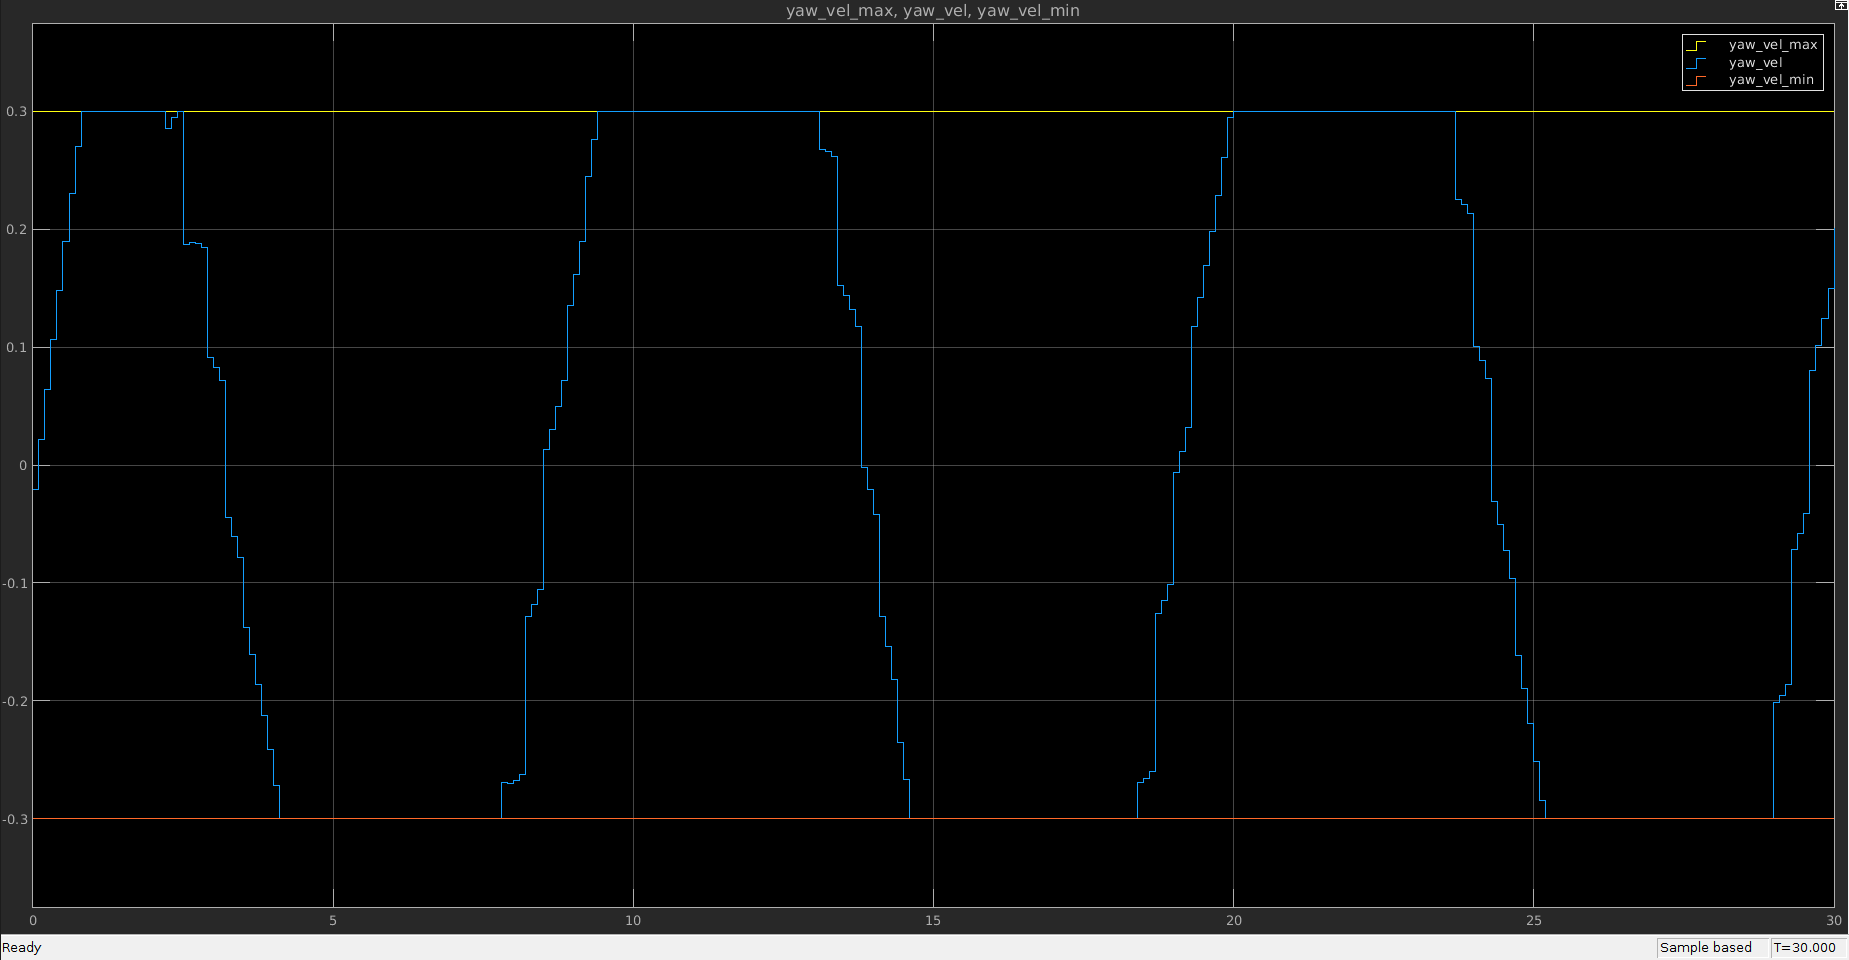 yaw_vel_max, yaw_vel, yaw_vel_min
yaw_vel_max
yaw_vel
yaw_vel_min
0.3
0.2
0.1
0
-0.1
-0.2
-0.3
0 5 10 15 20 25 30
Ready Sample based T=30.000